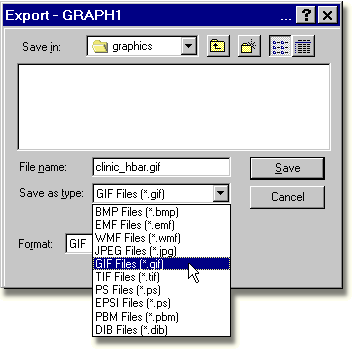 Export - GRAPH1 ... ? ×
Save in: graphics
File name: clinic_hbar.gif Save
Save as type: GIF Files (*.gif) Cancel
BMP Files (*.bmp)
EMF Files (*.emf)
WMF Files (*.wmf)
JPEG Files (*.jpg)
Format: GIF
GIF Files (*.gif)
TIF Files (*.tif)
PS Files (*.ps)
EPSI Files (*.ps)
PBM Files (*.pbm)
DIB Files (*.dib)